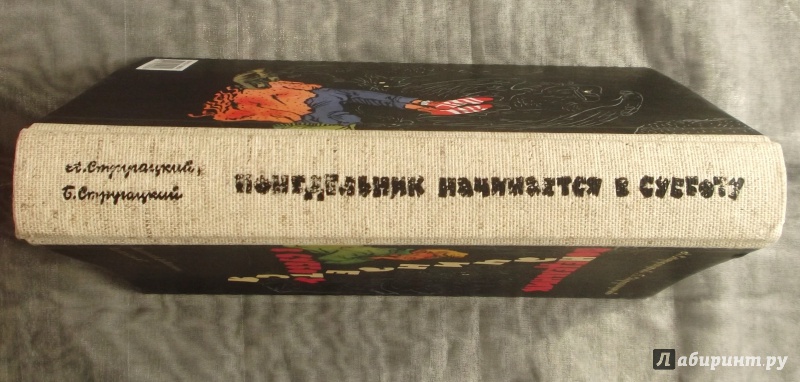 А. Стругацкий,
Б. Стругацкий
ПОНЕДЕЛЬНИК НАЧИНАЕТСЯ В СУББОТУ
Лабиринт.ру